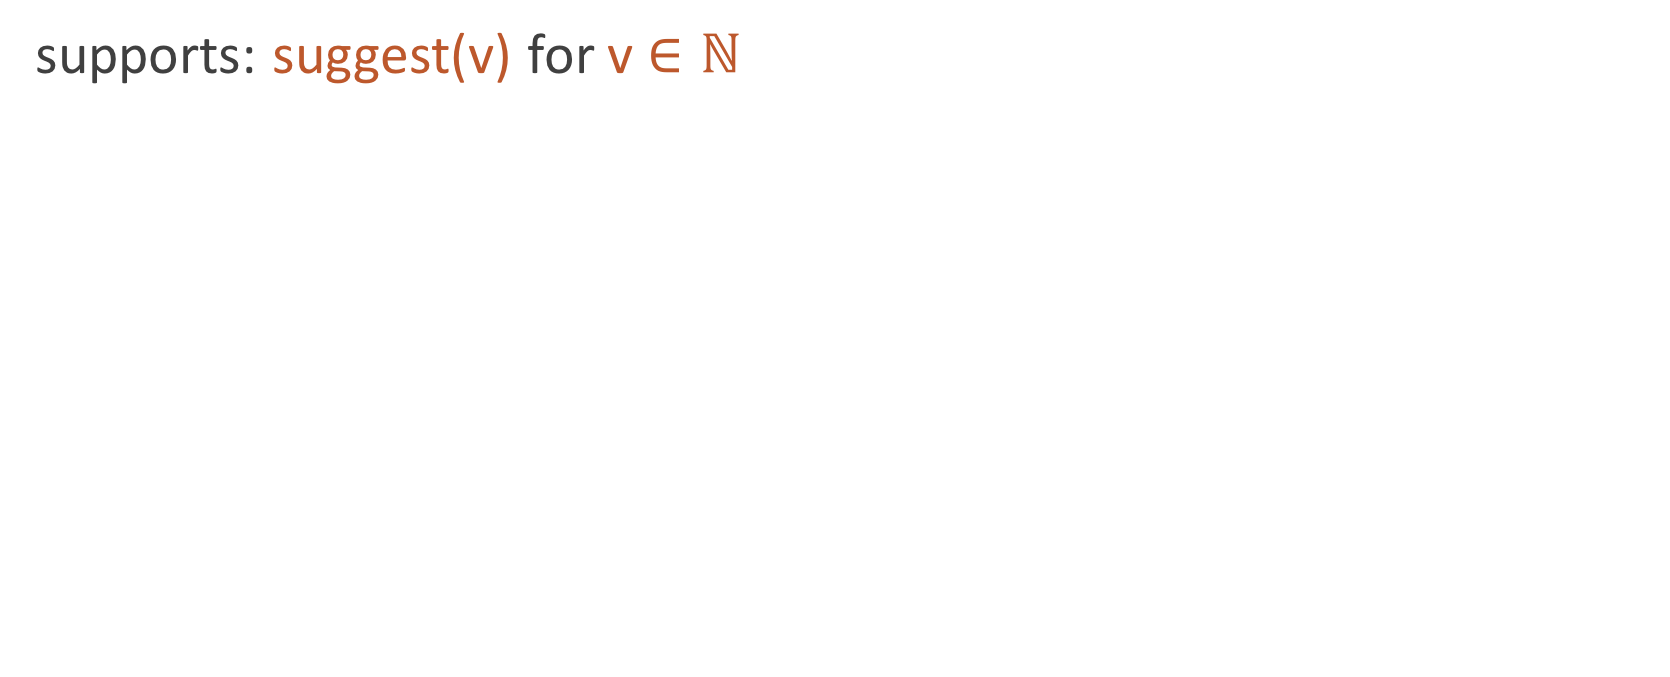 supports: suggest(v) for v ∈ ℕ